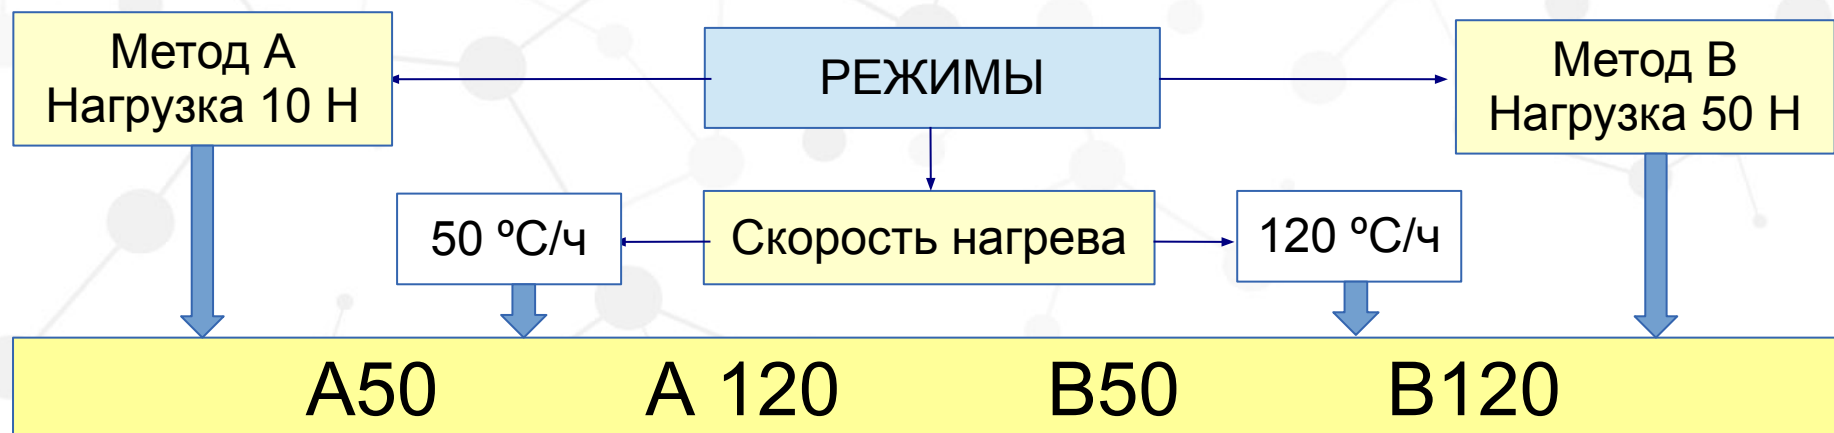 Метод А
Нагрузка 10 Н
РЕЖИМЫ
Метод В
Нагрузка 50 Н
50 ºС/ч
Скорость нагрева
120 ºС/ч
А50 А 120 В50 В120